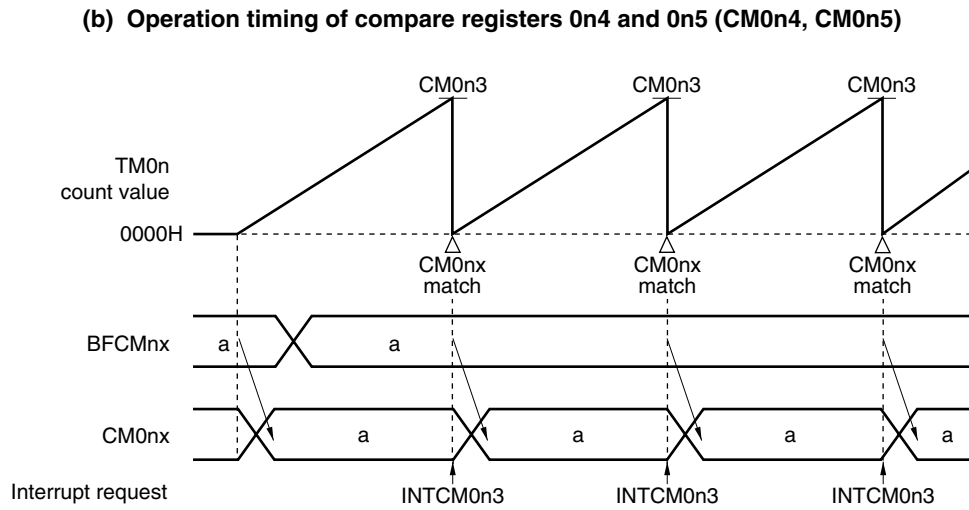 (b) Operation timing of compare registers 0n4 and 0n5 (CM0n4, CM0n5)
CM0n3 CM0n3 CM0n3
TM0n
count value
0000H
CM0nx CM0nx CM0nx
match match match
BFCMnx a a
CM0nx a a a a
Interrupt request INTCM0n3 INTCM0n3 INTCM0n3